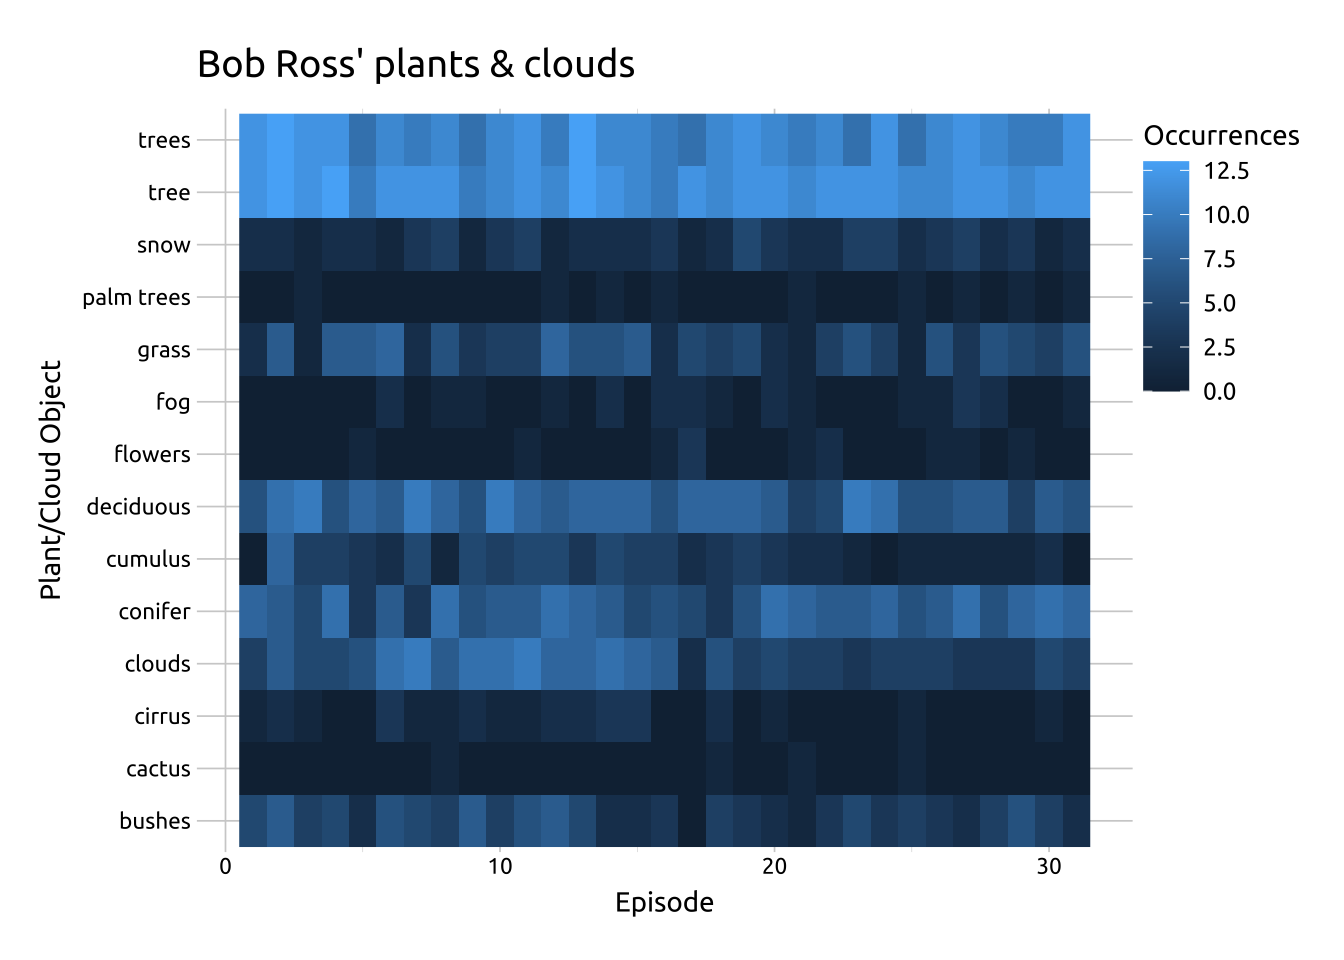 Bob Ross' plants & clouds
Occurrences
12.5
10.0
7.5
5.0
2.5
0.0
Plant/Cloud Object
trees
tree
snow
palm trees
grass
fog
flowers
deciduous
cumulus
conifer
clouds
cirrus
cactus
bushes
0 10 20 30
Episode